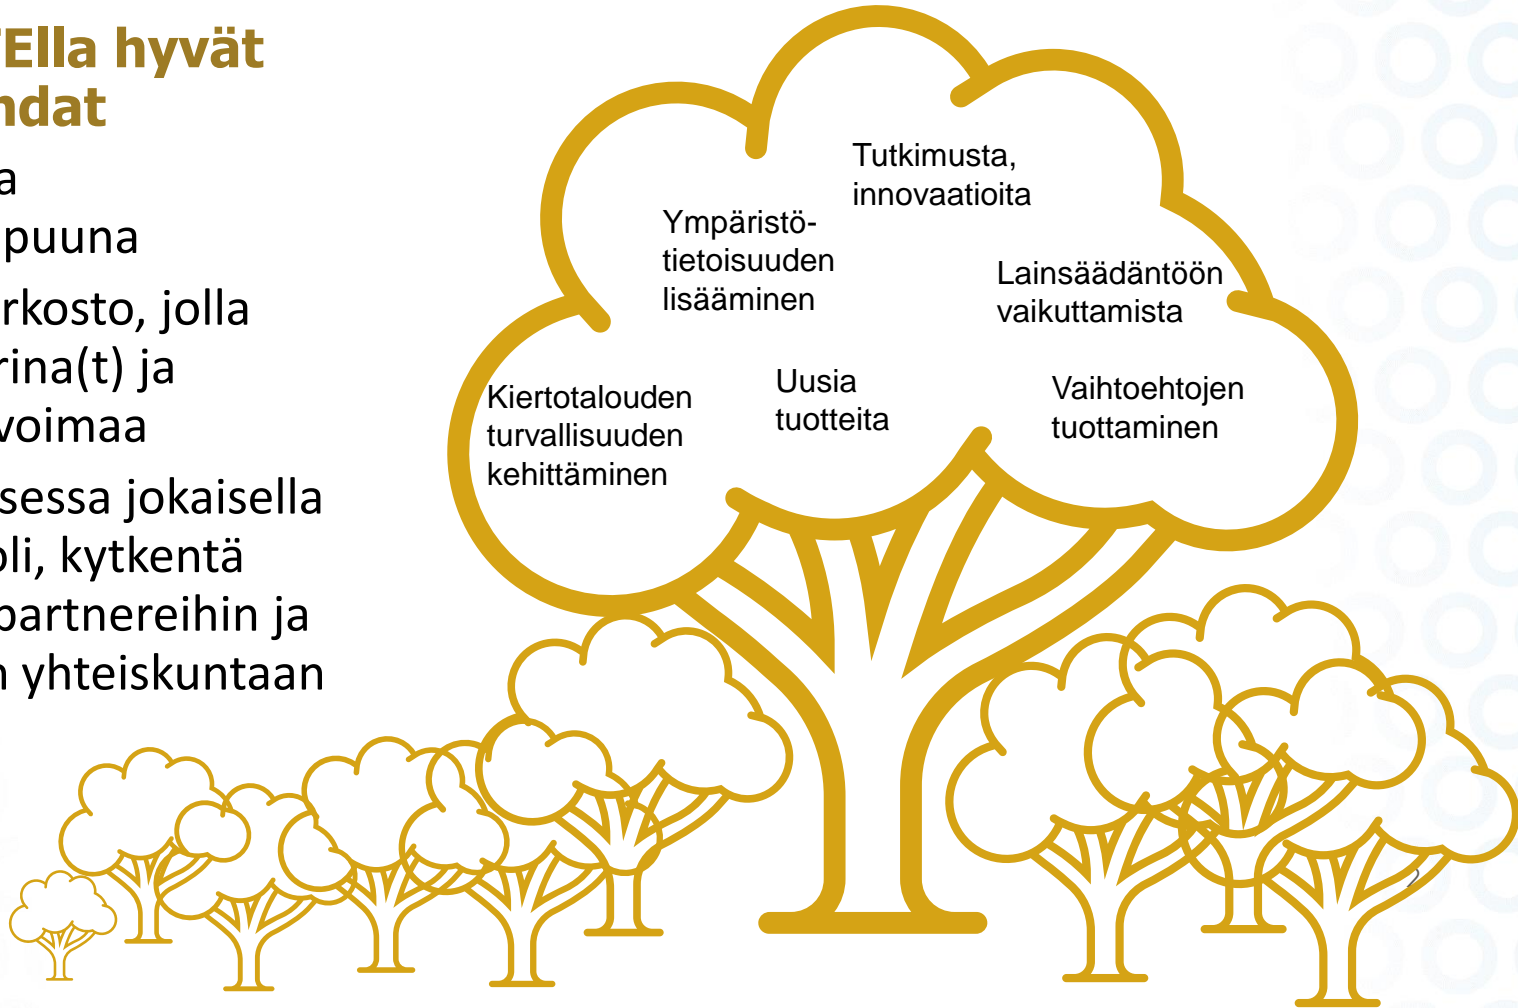 Ella hyvät
ndat
a
puuna
rkosto, jolla
rina(t) ja
voimaa
sessa jokaisella
oli, kytkentä
partnereihin ja
n yhteiskuntaan
Tutkimusta,
innovaatioita
Ympäristö-
tietoisuuden
lisääminen
Lainsäädäntöön
vaikuttamista
Kiertotalouden
turvallisuuden
kehittäminen
Uusia
tuotteita
Vaihtoehtojen
tuottaminen
2